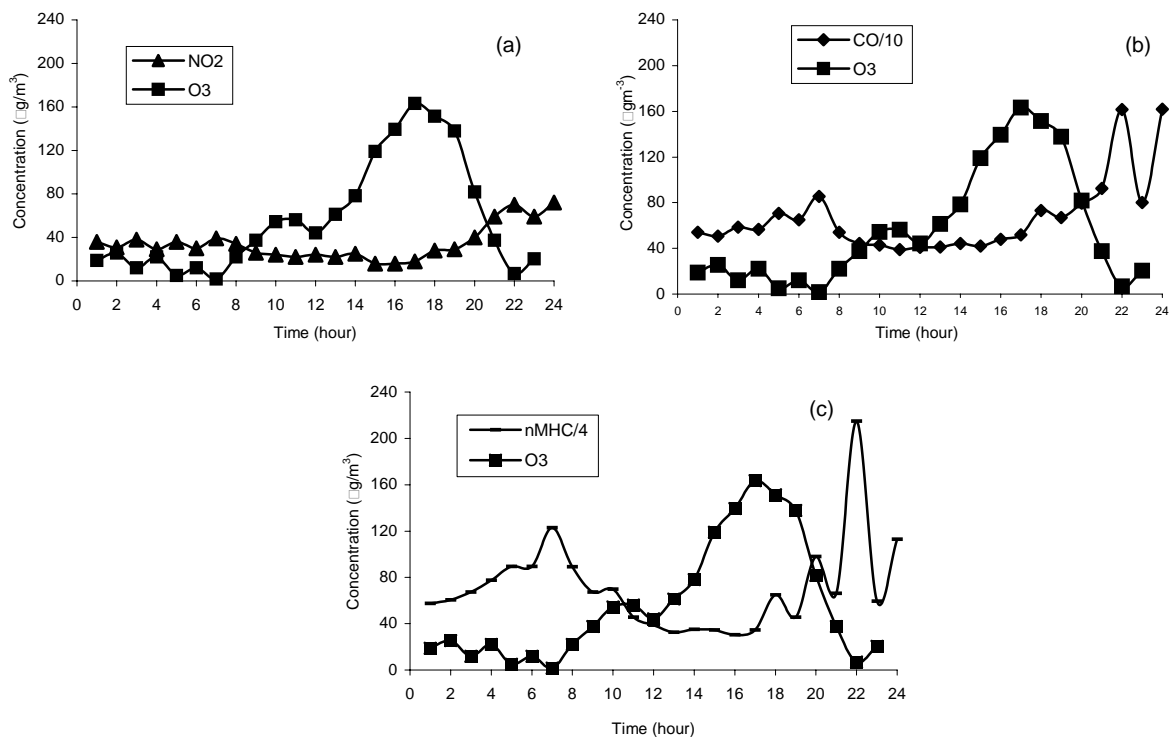 240
200
160
120
80
40
0
Concentration (□g/m³)
NO2
O3
(a)
0 2 4 6 8 10 12 14 16 18 20 22 24
Time (hour)
240
200
160
120
80
40
0
Concentration (□gm⁻³)
CO/10
O3
(b)
0 2 4 6 8 10 12 14 16 18 20 22 24
Time (hour)
240
200
160
120
80
40
0
Concentration (□g/m³)
nMHC/4
O3
(c)
0 2 4 6 8 10 12 14 16 18 20 22 24
Time (hour)